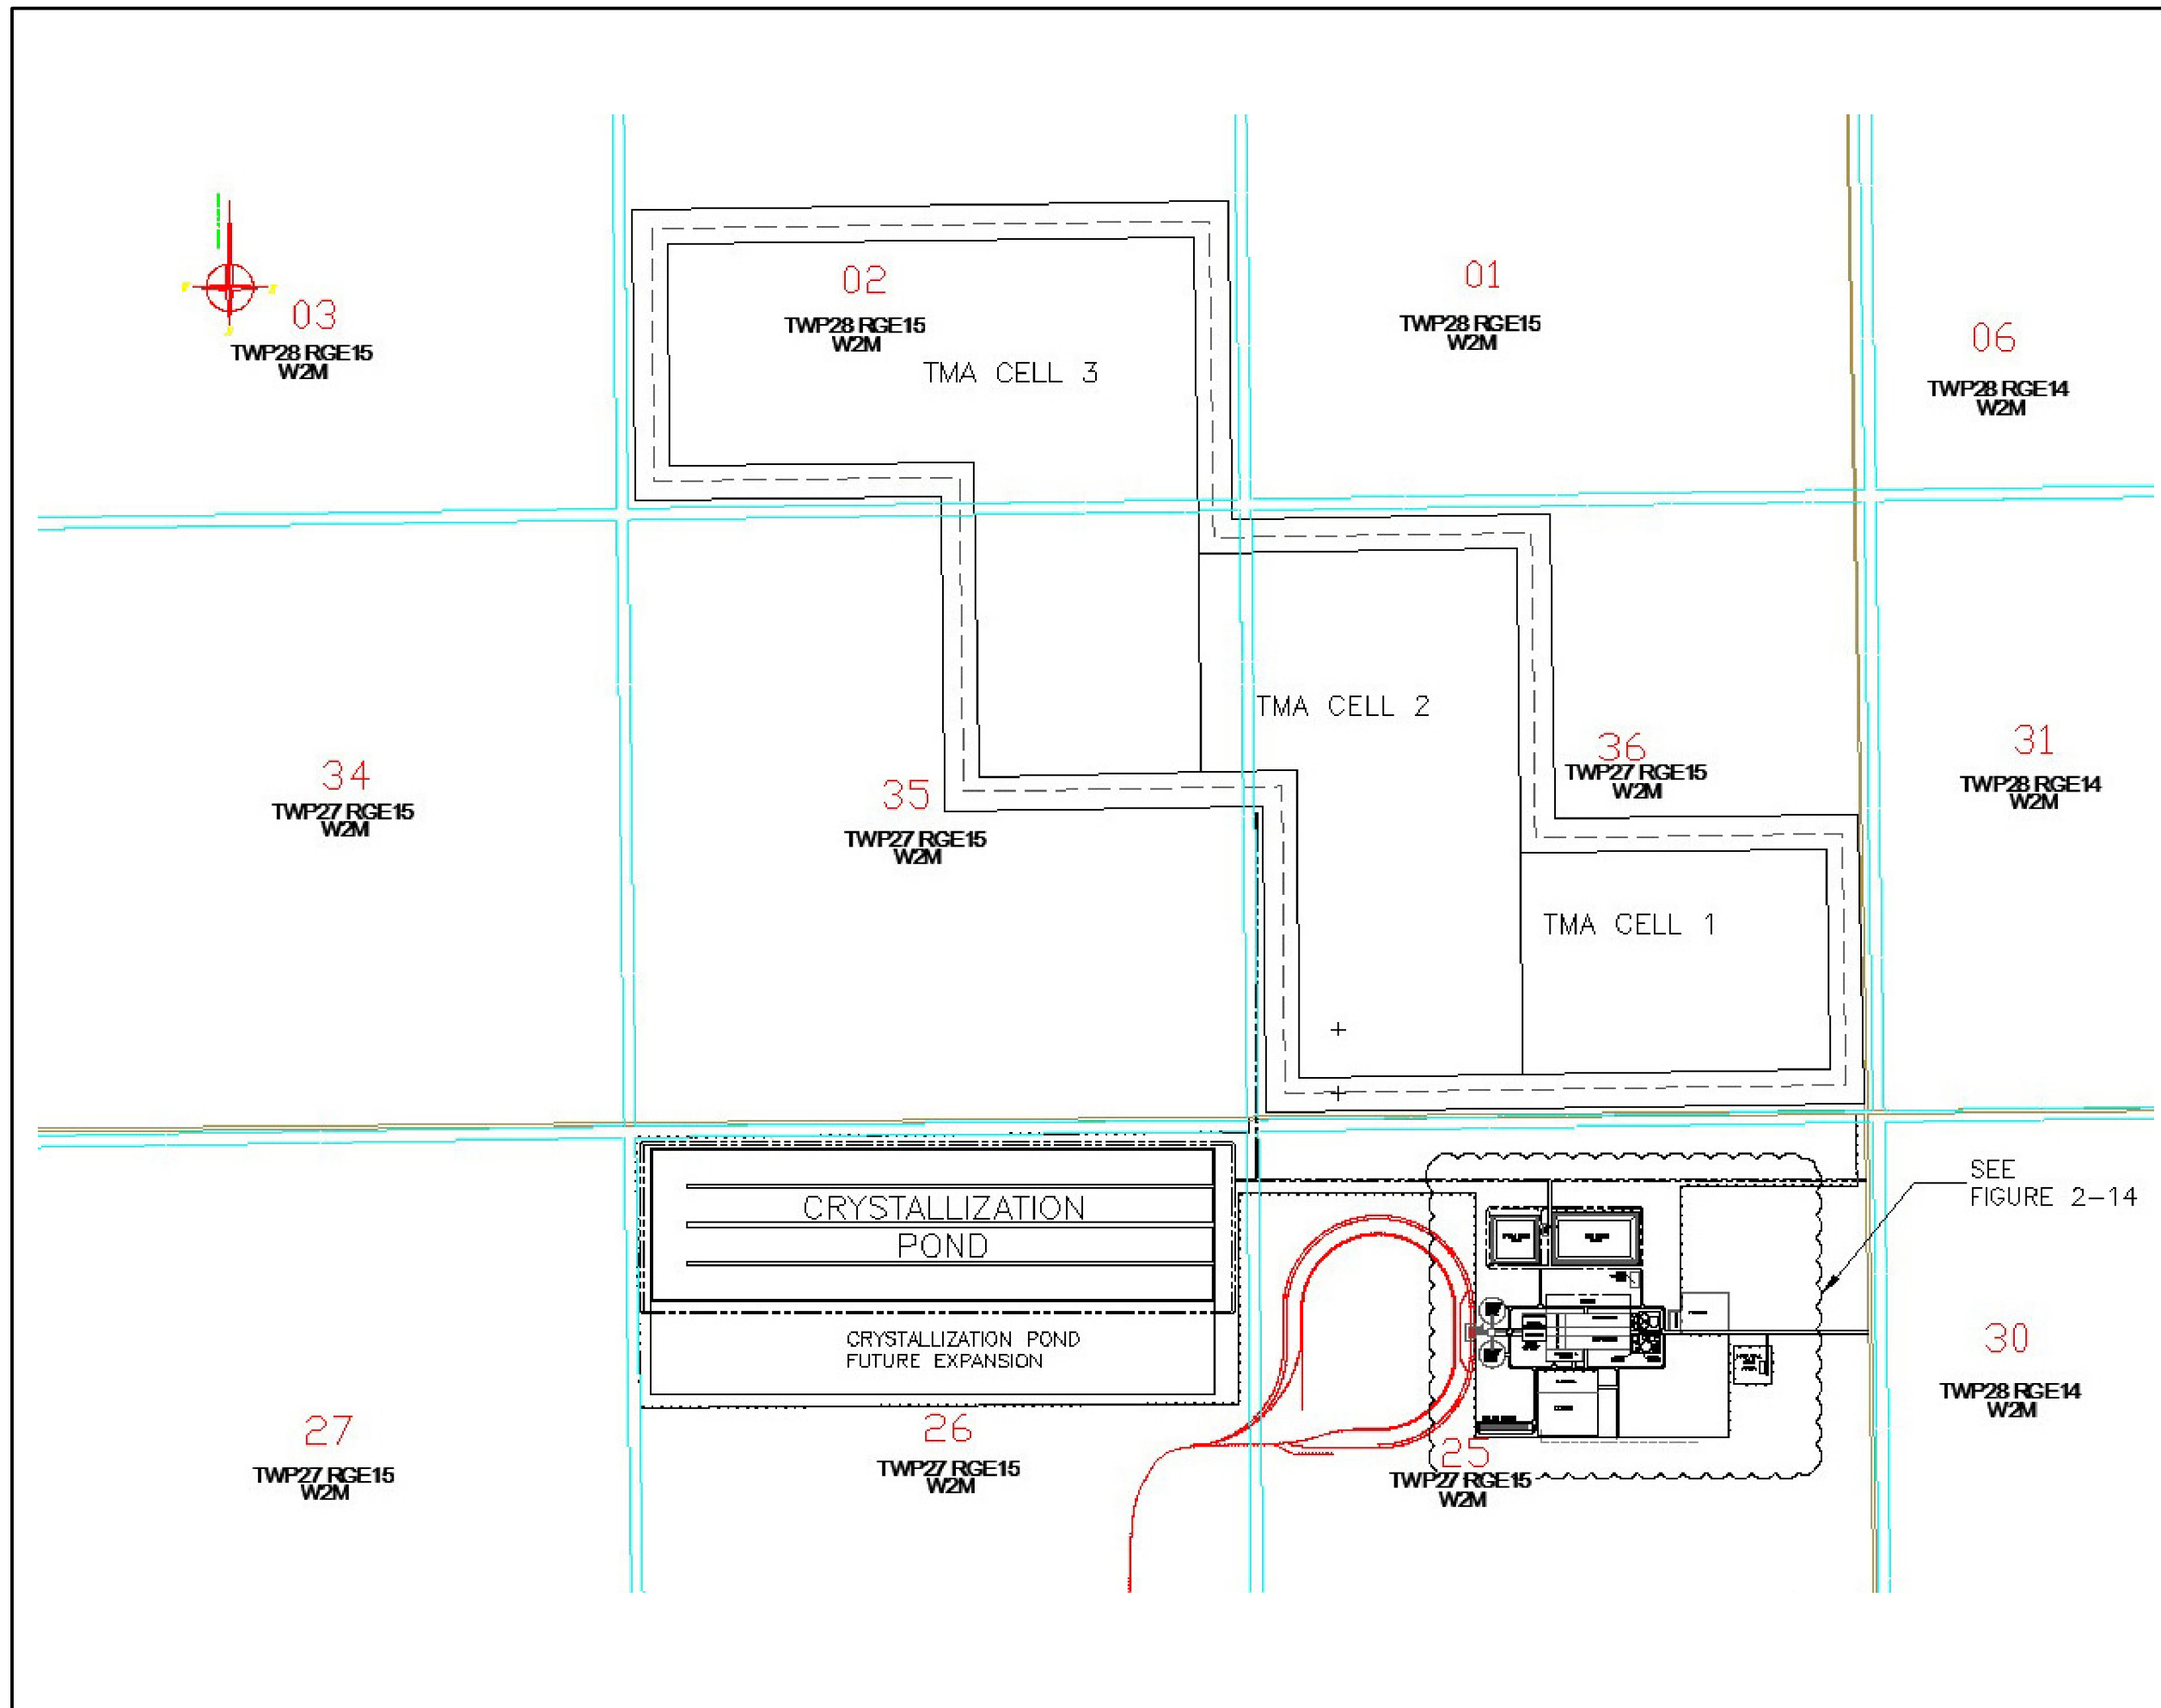 02
TWP28 RGE15
W2M
TMA CELL 3
01
TWP28 RGE15
W2M
03
TWP28 RGE15
W2M
06
TWP28 RGE14
W2M
TMA CELL 2
34
TWP27 RGE15
W2M
35
TWP27 RGE15
W2M
36
TWP27 RGE15
W2M
31
TWP28 RGE14
W2M
TMA CELL 1
SEE
FIGURE 2-14
CRYSTALLIZATION
POND
CRYSTALLIZATION POND
FUTURE EXPANSION
27
TWP27 RGE15
W2M
26
TWP27 RGE15
W2M
25
TWP27 RGE15
W2M
30
TWP28 RGE14
W2M